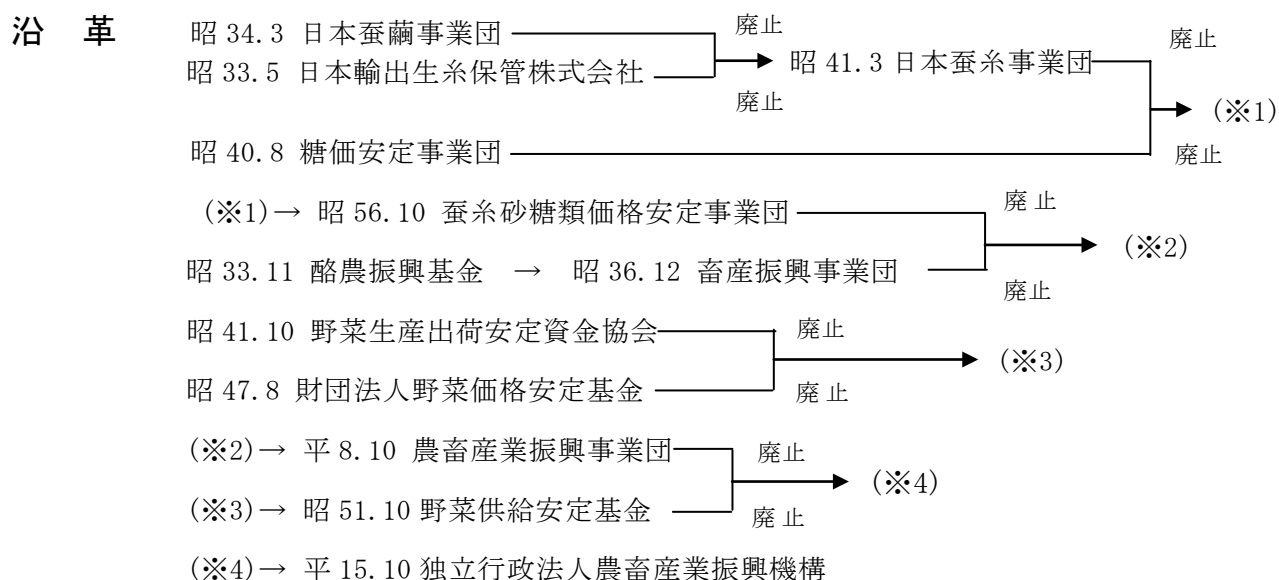 沿 革
昭 34.3 日本蚕繭事業団
廃止
昭 33.5 日本輸出生糸保管株式会社
廃止
昭 41.3 日本蚕糸事業団
廃止
(※1)
昭 40.8 糖価安定事業団
廃止
(※1)→ 昭 56.10 蚕糸砂糖類価格安定事業団
廃 止
(※2)
昭 33.11 酪農振興基金 → 昭 36.12 畜産振興事業団
廃止
昭 41.10 野菜生産出荷安定資金協会
廃止
(※3)
昭 47.8 財団法人野菜価格安定基金
廃 止
(※2)→ 平 8.10 農畜産業振興事業団
廃止
(※4)
(※3)→ 昭 51.10 野菜供給安定基金
廃 止
(※4)→ 平 15.10 独立行政法人農畜産業振興機構